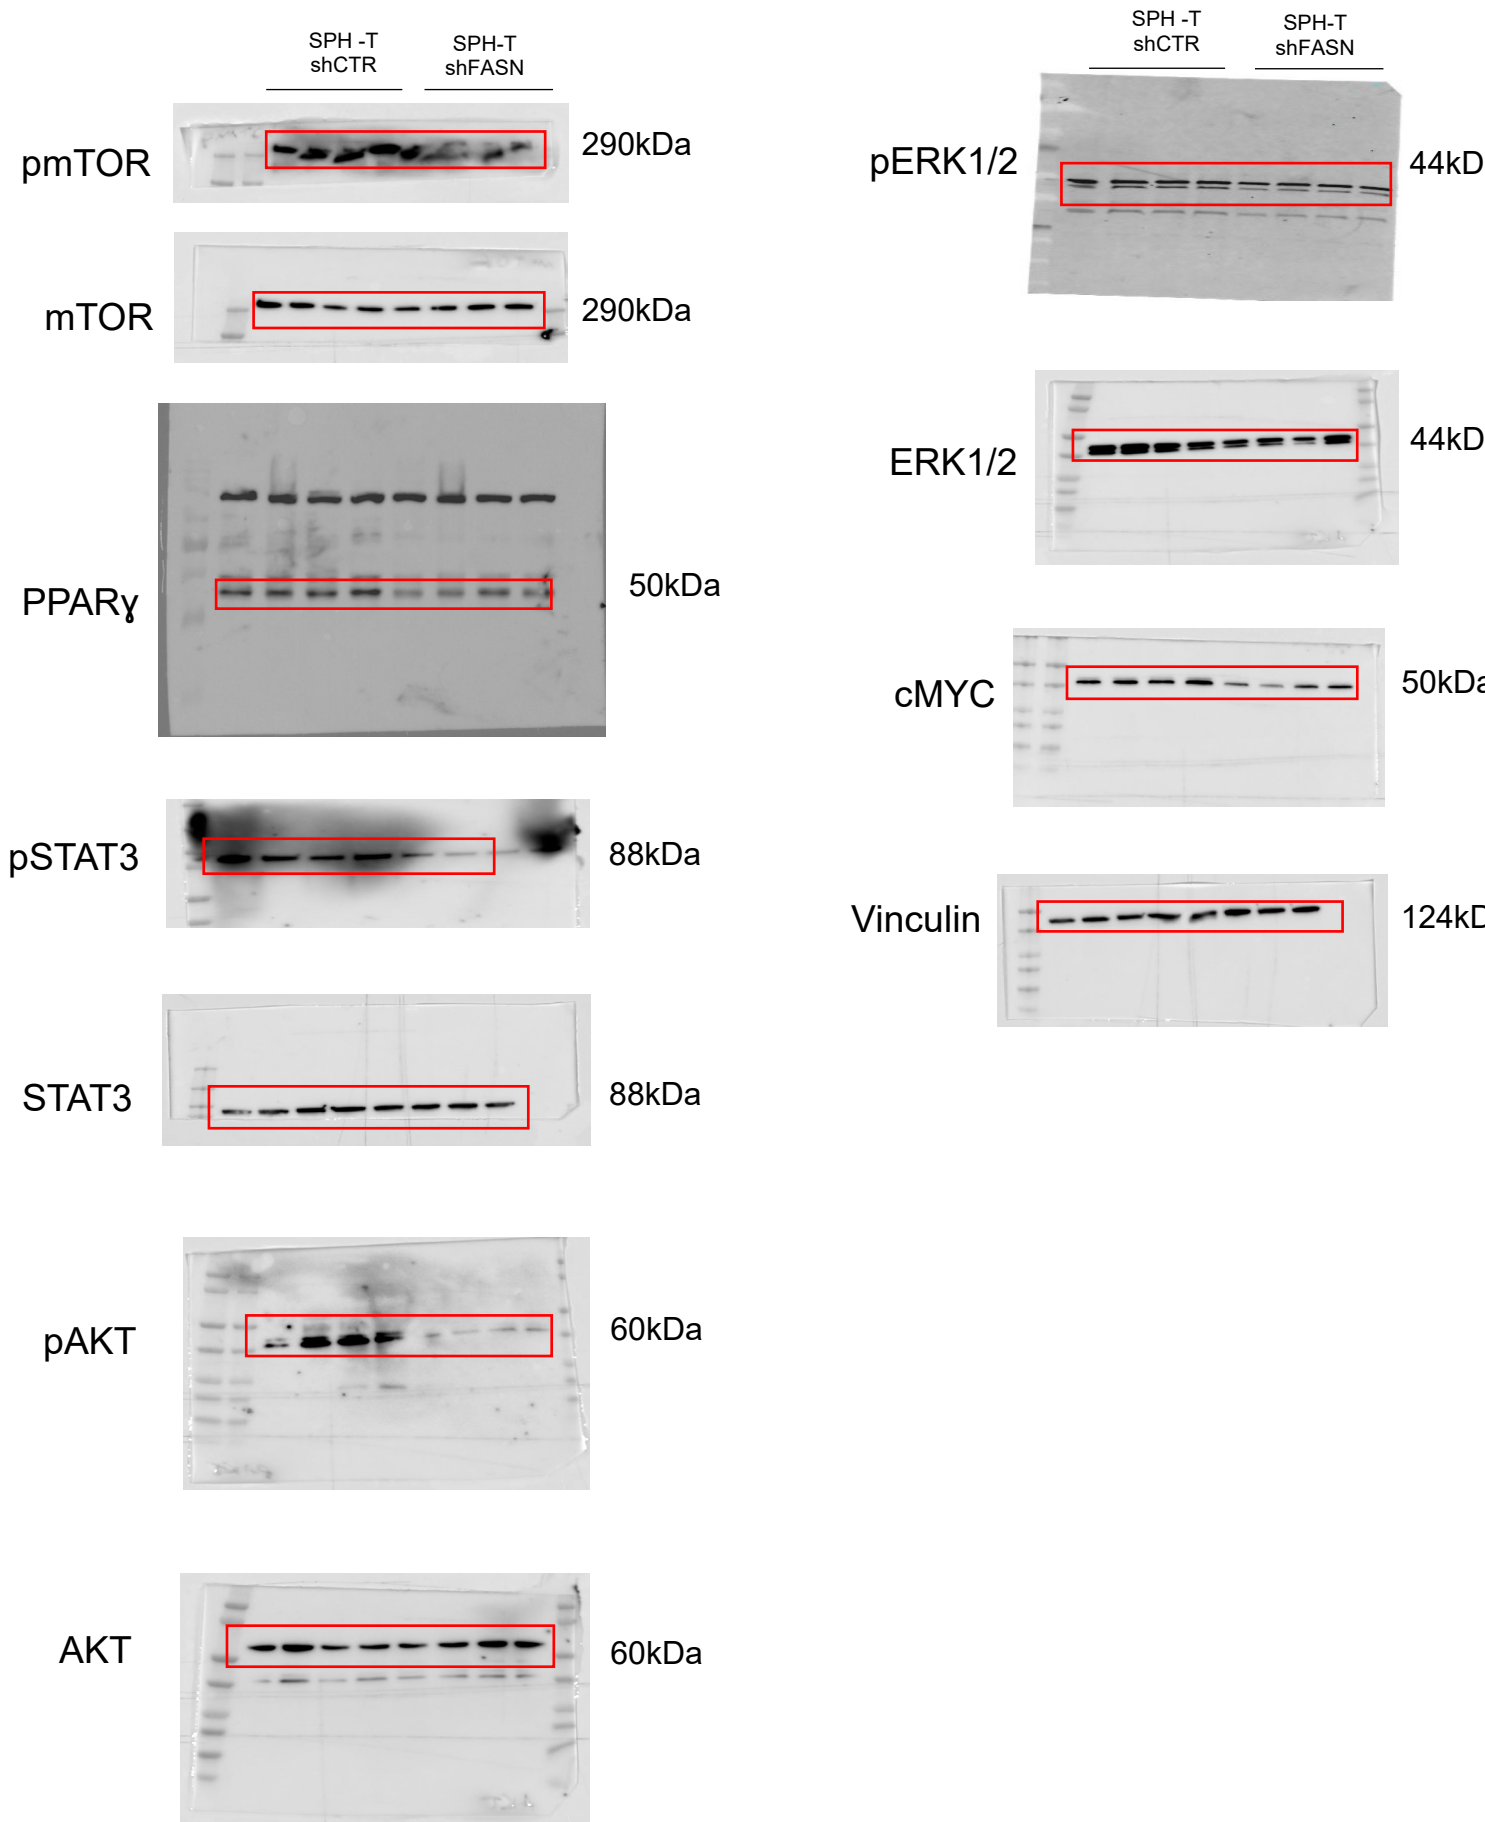 SPH -T
shCTR
SPH-T
shFASN
pmTOR
290kDa
mTOR
290kDa
PPARɣ
50kDa
pSTAT3
88kDa
STAT3
88kDa
pAKT
60kDa
AKT
60kDa
SPH -T
shCTR
SPH-T
shFASN
pERK1/2
44kD
ERK1/2
44kD
cMYC
50kDa
Vinculin
124kD